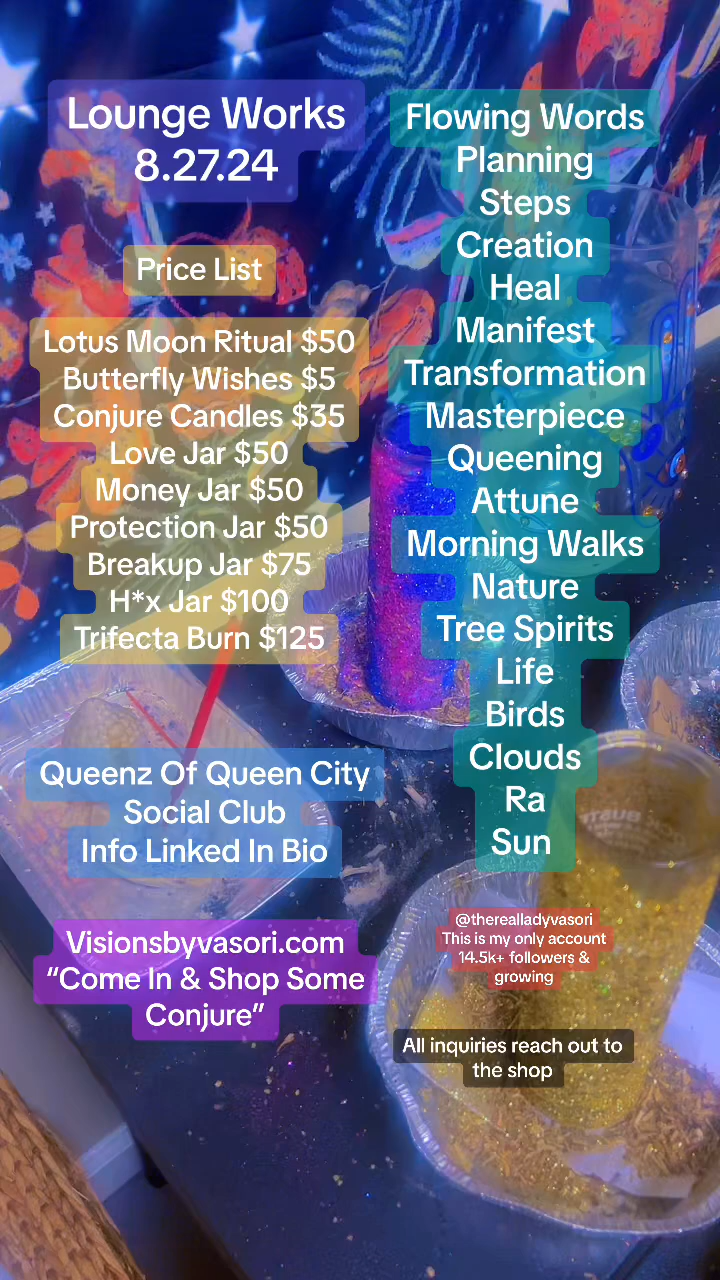 Lounge Works
8.27.24
Price List
Lotus Moon Ritual $50
Butterfly Wishes $5
Conjure Candles $35
Love Jar $50
Money Jar $50
Protection Jar $50
Breakup Jar $75
H*x Jar $100
Trifecta Burn $125
Queenz Of Queen City
Social Club
Info Linked In Bio
Visionsbyvasori.com
“Come In & Shop Some
Conjure”
Flowing Words
Planning
Steps
Creation
Heal
Manifest
Transformation
Masterpiece
Queening
Attune
Morning Walks
Nature
Tree Spirits
Life
Birds
Clouds
Ra
Sun
@therealladyvasori
This is my only account
14.5k+ followers &
growing
All inquiries reach out to
the shop